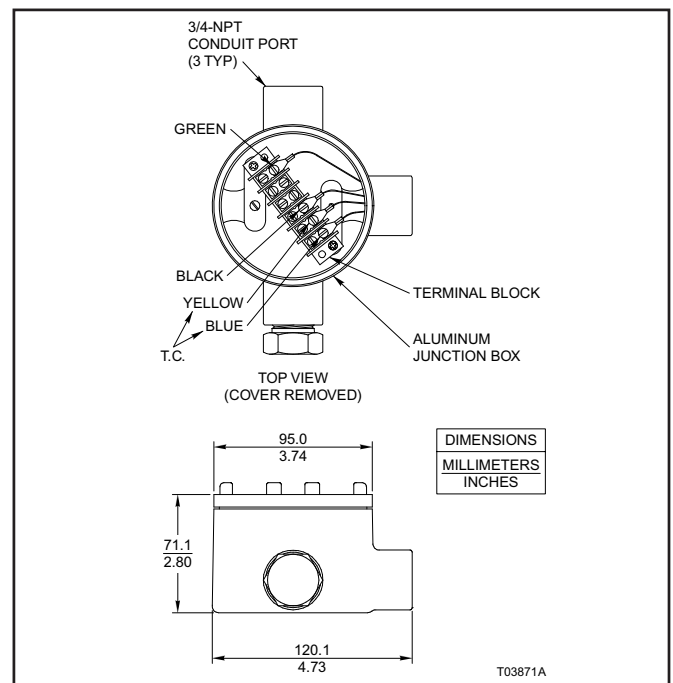 3/4-NPT
CONDUIT PORT
(3 TYP)
GREEN
BLACK
YELLOW
BLUE
T.C.
TERMINAL BLOCK
ALUMINUM
JUNCTION BOX
TOP VIEW
(COVER REMOVED)
95.0
3.74
DIMENSIONS
MILLIMETERS
INCHES
71.1
2.80
120.1
4.73
T03871A